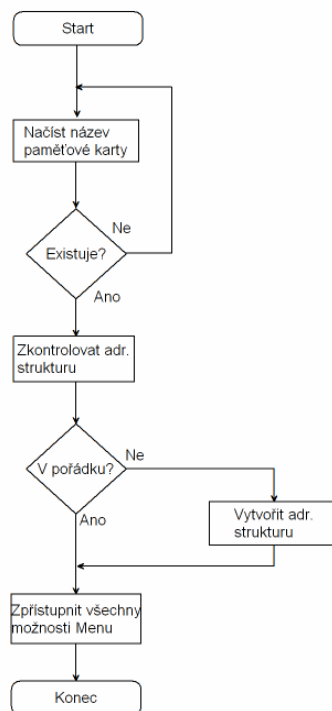 Start
Načíst název
paměťové karty
Ne
Existuje?
Ano
Zkontrolovat adr.
strukturu
Ne
V pořádku?
Ano
Vytvořit adr.
strukturu
Zpřístupnit všechny
možnosti Menu
Konec